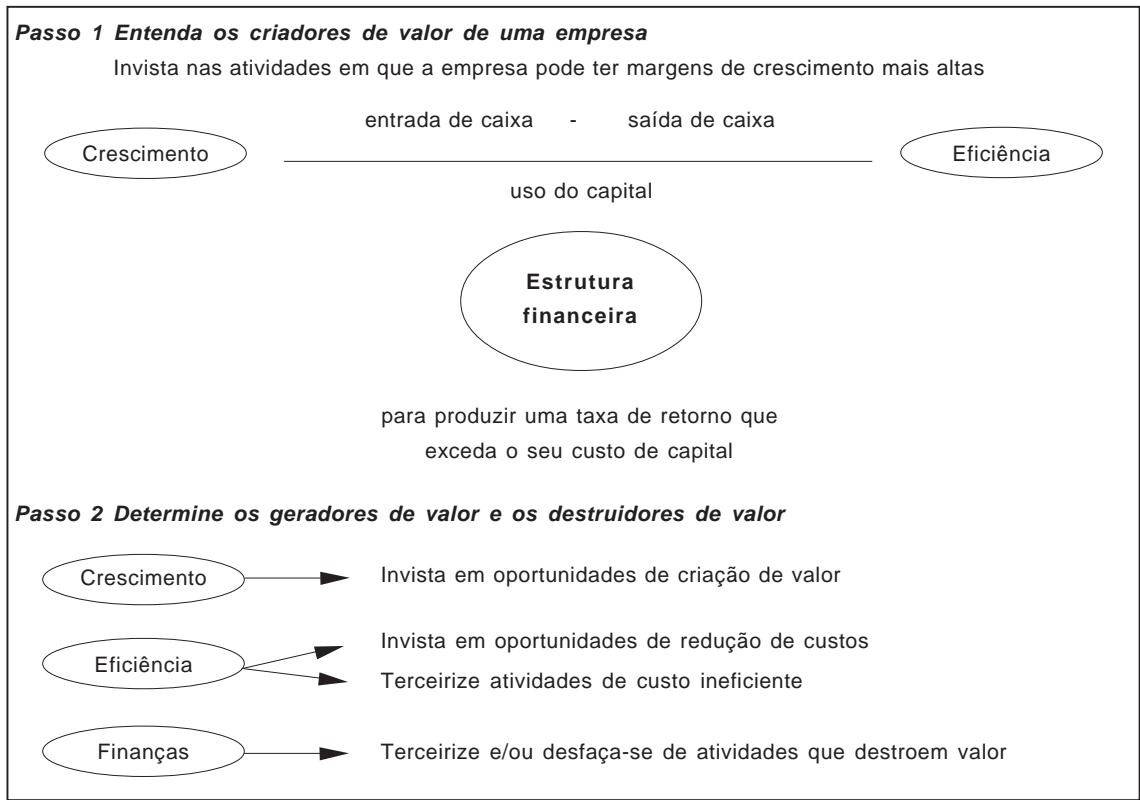 Passo 1 Entenda os criadores de valor de uma empresa
Invista nas atividades em que a empresa pode ter margens de crescimento mais altas
entrada de caixa - saída de caixa
Crescimento
Eficiência
uso do capital
Estrutura
financeira
para produzir uma taxa de retorno que
exceda o seu custo de capital
Passo 2 Determine os geradores de valor e os destruidores de valor
Crescimento Invista em oportunidades de criação de valor
Invista em oportunidades de redução de custos
Eficiência
Terceirize atividades de custo ineficiente
Finanças Terceirize e/ou desfaça-se de atividades que destroem valor